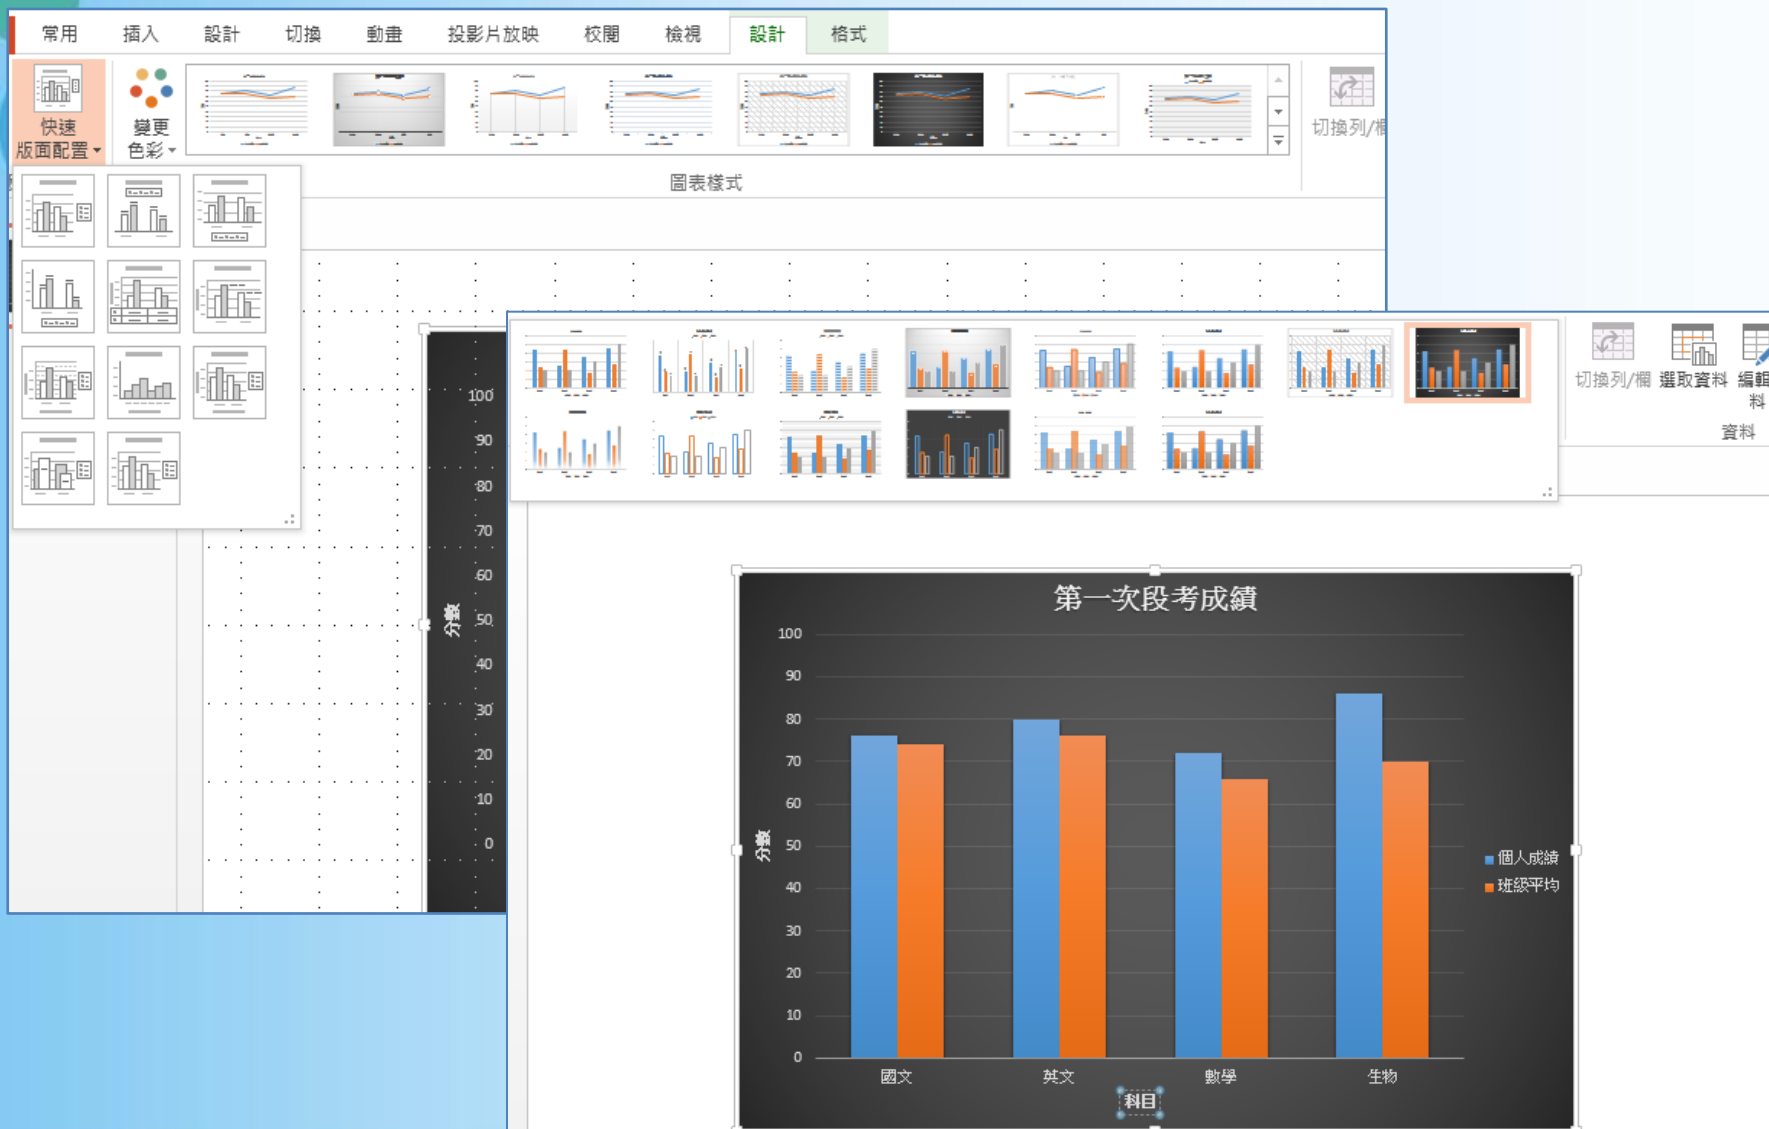 常用 插入 設計 切換 動畫 投影片放映 校閱 檢視 設計 格式
快速
版面配置
變更
色彩
切換列/欄
圖表樣式
100
90
80
70
60
50
40
30
20
10
0
分數
切換列/欄 選取資料 編輯
料
資料
第一次段考成績
100
90
80
70
60
50
40
30
20
10
0
分數
個人成績
班級平均
國文 英文 數學 生物
科目